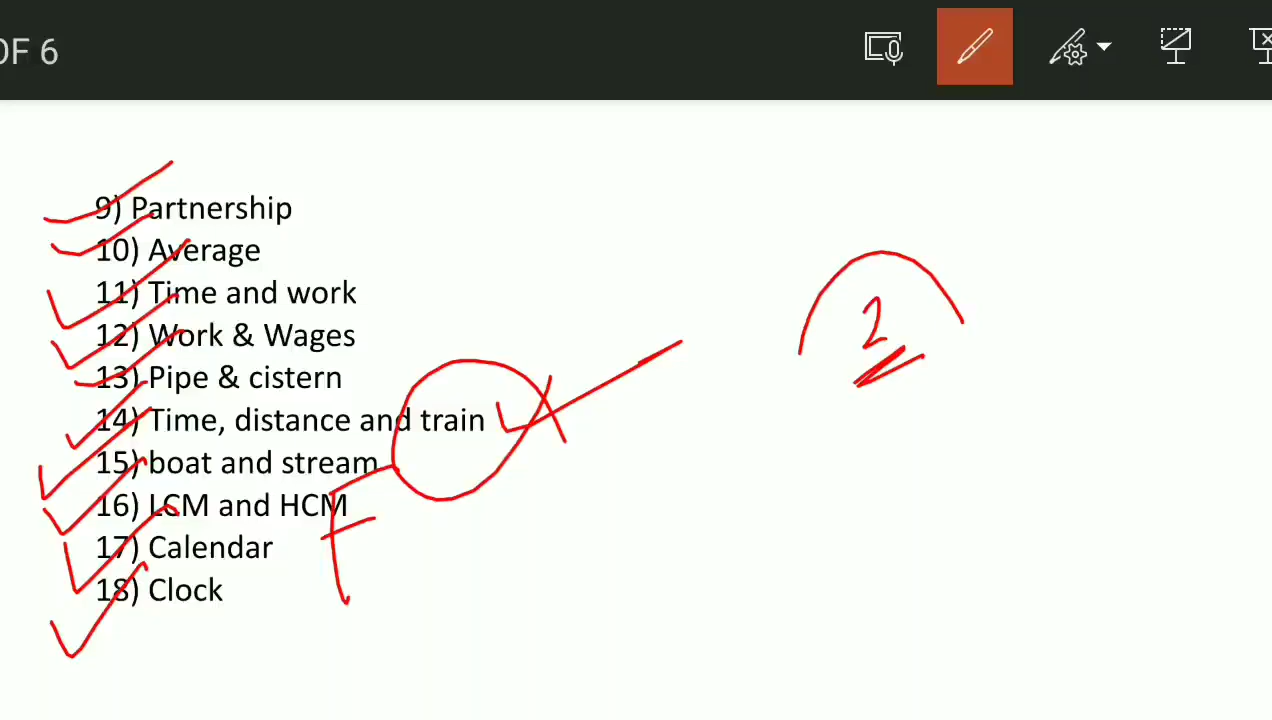 OF 6
9) Partnership
10) Average
11) Time and work
12) Work & Wages
13) Pipe & cistern
14) Time, distance and train
15) boat and stream
16) LCM and HCM
17) Calendar
18) Clock
F
2